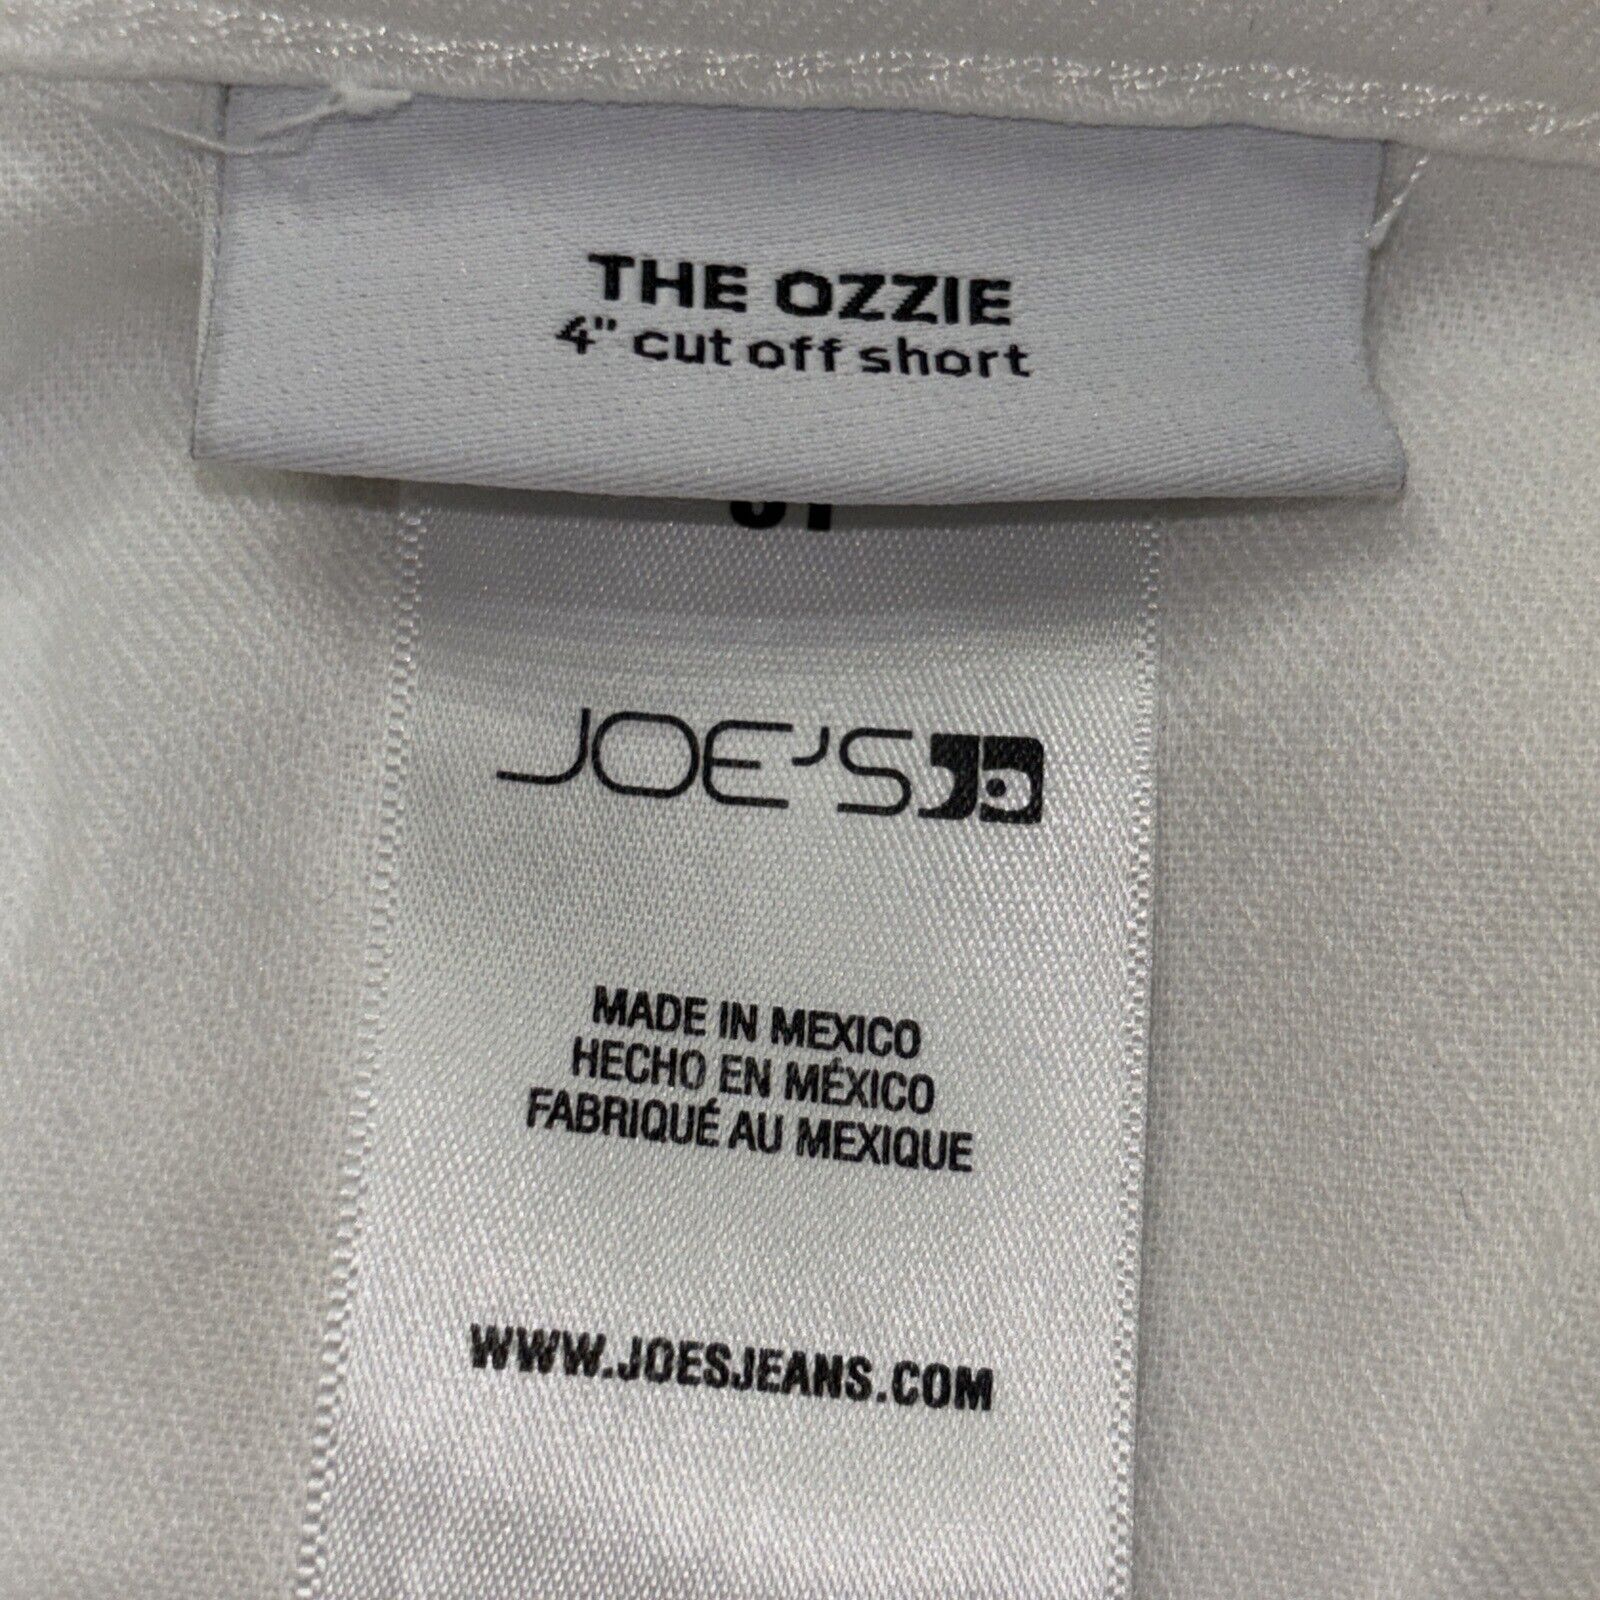 THE OZZIE
4" cut off short
JOE'S
MADE IN MEXICO
HECHO EN MÉXICO
FABRIQUÉ AU MEXIQUE
WWW.JOESJEANS.COM